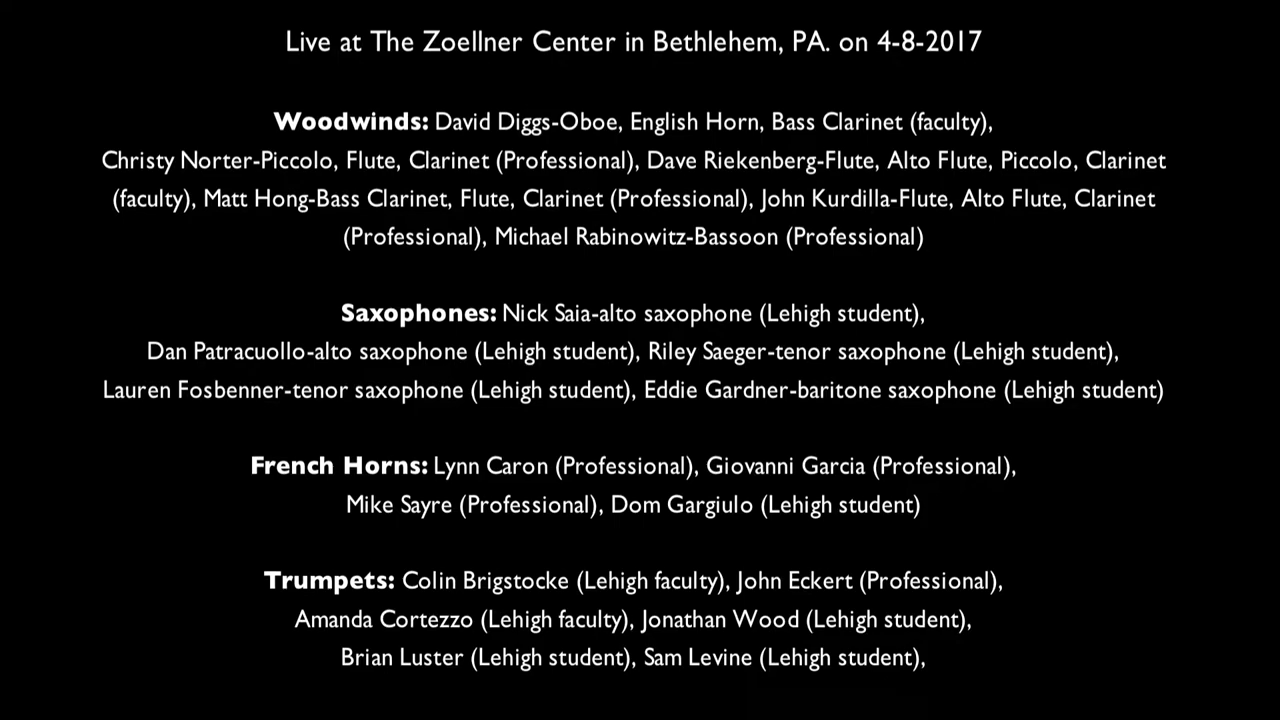 Live at The Zoellner Center in Bethlehem, PA. on 4-8-2017
Woodwinds: David Diggs-Oboe, English Horn, Bass Clarinet (faculty),
Christy Norter-Piccolo, Flute, Clarinet (Professional), Dave Riekenberg-Flute, Alto Flute, Piccolo, Clarinet
(faculty), Matt Hong-Bass Clarinet, Flute, Clarinet (Professional), John Kurdilla-Flute, Alto Flute, Clarinet
(Professional), Michael Rabinowitz-Bassoon (Professional)
Saxophones: Nick Saia-alto saxophone (Lehigh student),
Dan Patracuollo-alto saxophone (Lehigh student), Riley Saeger-tenor saxophone (Lehigh student),
Lauren Fosbenner-tenor saxophone (Lehigh student), Eddie Gardner-baritone saxophone (Lehigh student)
French Horns: Lynn Caron (Professional), Giovanni Garcia (Professional),
Mike Sayre (Professional), Dom Gargiulo (Lehigh student)
Trumpets: Colin Brigstocke (Lehigh faculty), John Eckert (Professional),
Amanda Cortezzo (Lehigh faculty), Jonathan Wood (Lehigh student),
Brian Luster (Lehigh student), Sam Levine (Lehigh student),